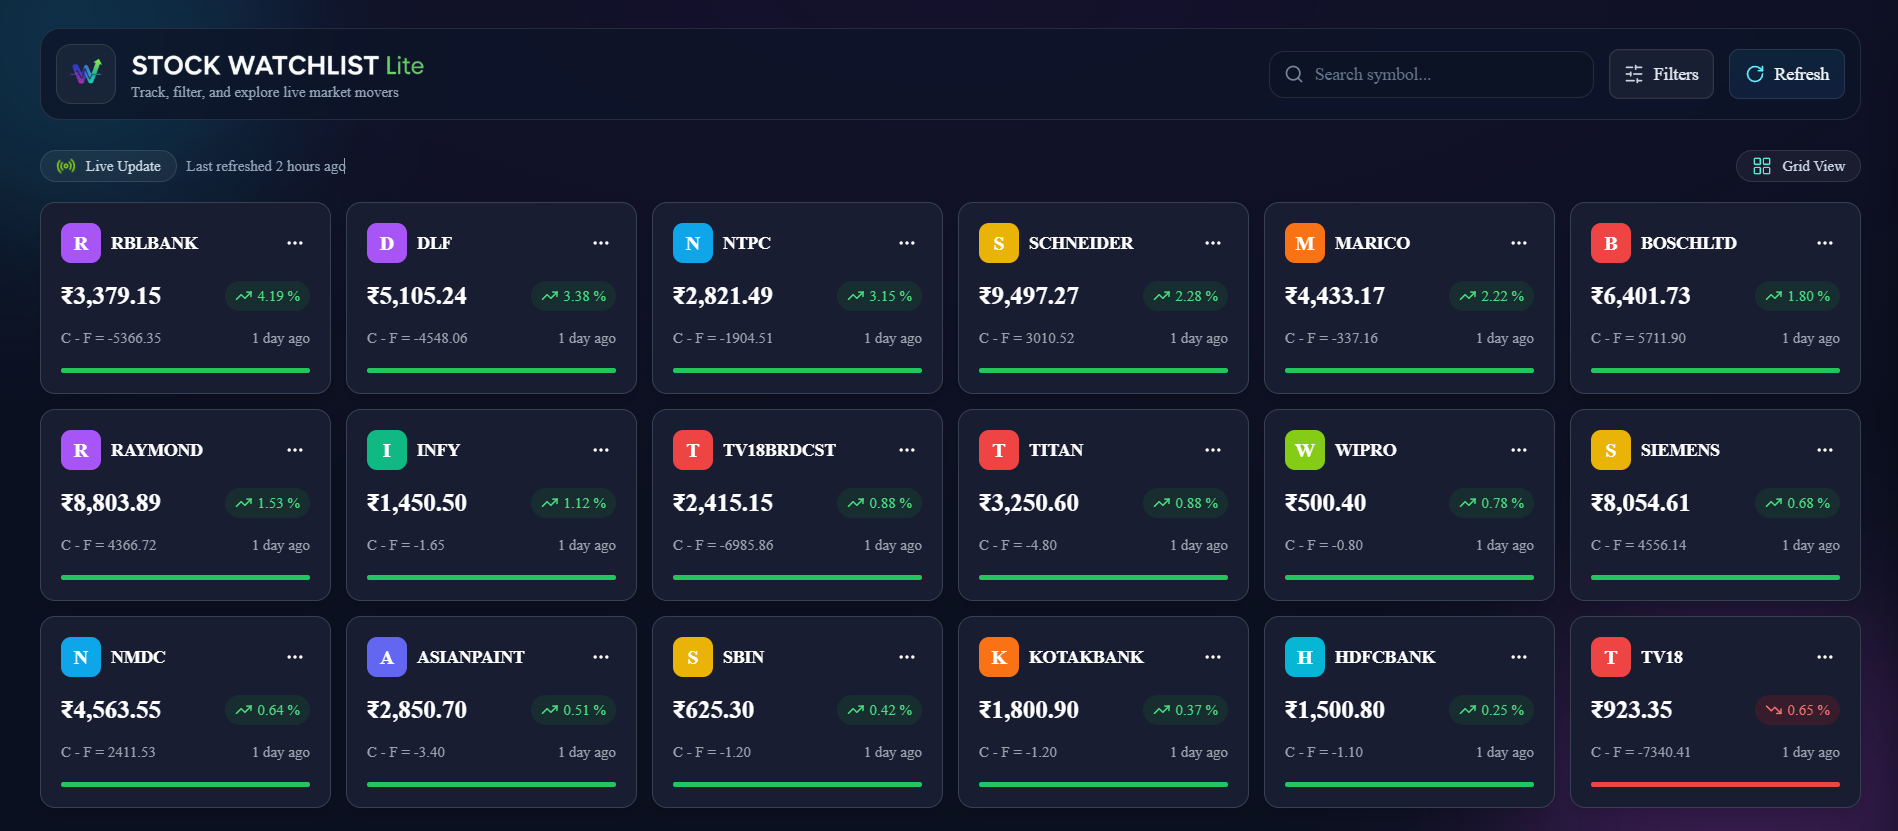 STOCK WATCHLIST Lite
Track, filter, and explore live market movers
Search symbol...
Filters
Refresh
Live Update
Last refreshed 2 hours ago
Grid View
R RBLBANK
₹3,379.15 4.19 %
C - F = -5366.35 1 day ago
D DLF
₹5,105.24 3.38 %
C - F = -4548.06 1 day ago
N NTPC
₹2,821.49 3.15 %
C - F = -1904.51 1 day ago
S SCHNEIDER
₹9,497.27 2.28 %
C - F = 3010.52 1 day ago
M MARICO
₹4,433.17 2.22 %
C - F = -337.16 1 day ago
B BOSCHLTD
₹6,401.73 1.80 %
C - F = 5711.90 1 day ago
R RAYMOND
₹8,803.89 1.53 %
C - F = 4366.72 1 day ago
I INFY
₹1,450.50 1.12 %
C - F = -1.65 1 day ago
T TV18BRDCST
₹2,415.15 0.88 %
C - F = -6985.86 1 day ago
T TITAN
₹3,250.60 0.88 %
C - F = -4.80 1 day ago
W WIPRO
₹500.40 0.78 %
C - F = -0.80 1 day ago
S SIEMENS
₹8,054.61 0.68 %
C - F = 4556.14 1 day ago
N NMDC
₹4,563.55 0.64 %
C - F = 2411.53 1 day ago
A ASIANPAINT
₹2,850.70 0.51 %
C - F = -3.40 1 day ago
S SBIN
₹625.30 0.42 %
C - F = -1.20 1 day ago
K KOTAKBANK
₹1,800.90 0.37 %
C - F = -1.20 1 day ago
H HDFCBANK
₹1,500.80 0.25 %
C - F = -1.10 1 day ago
T TV18
₹923.35 0.65 %
C - F = -7340.41 1 day ago